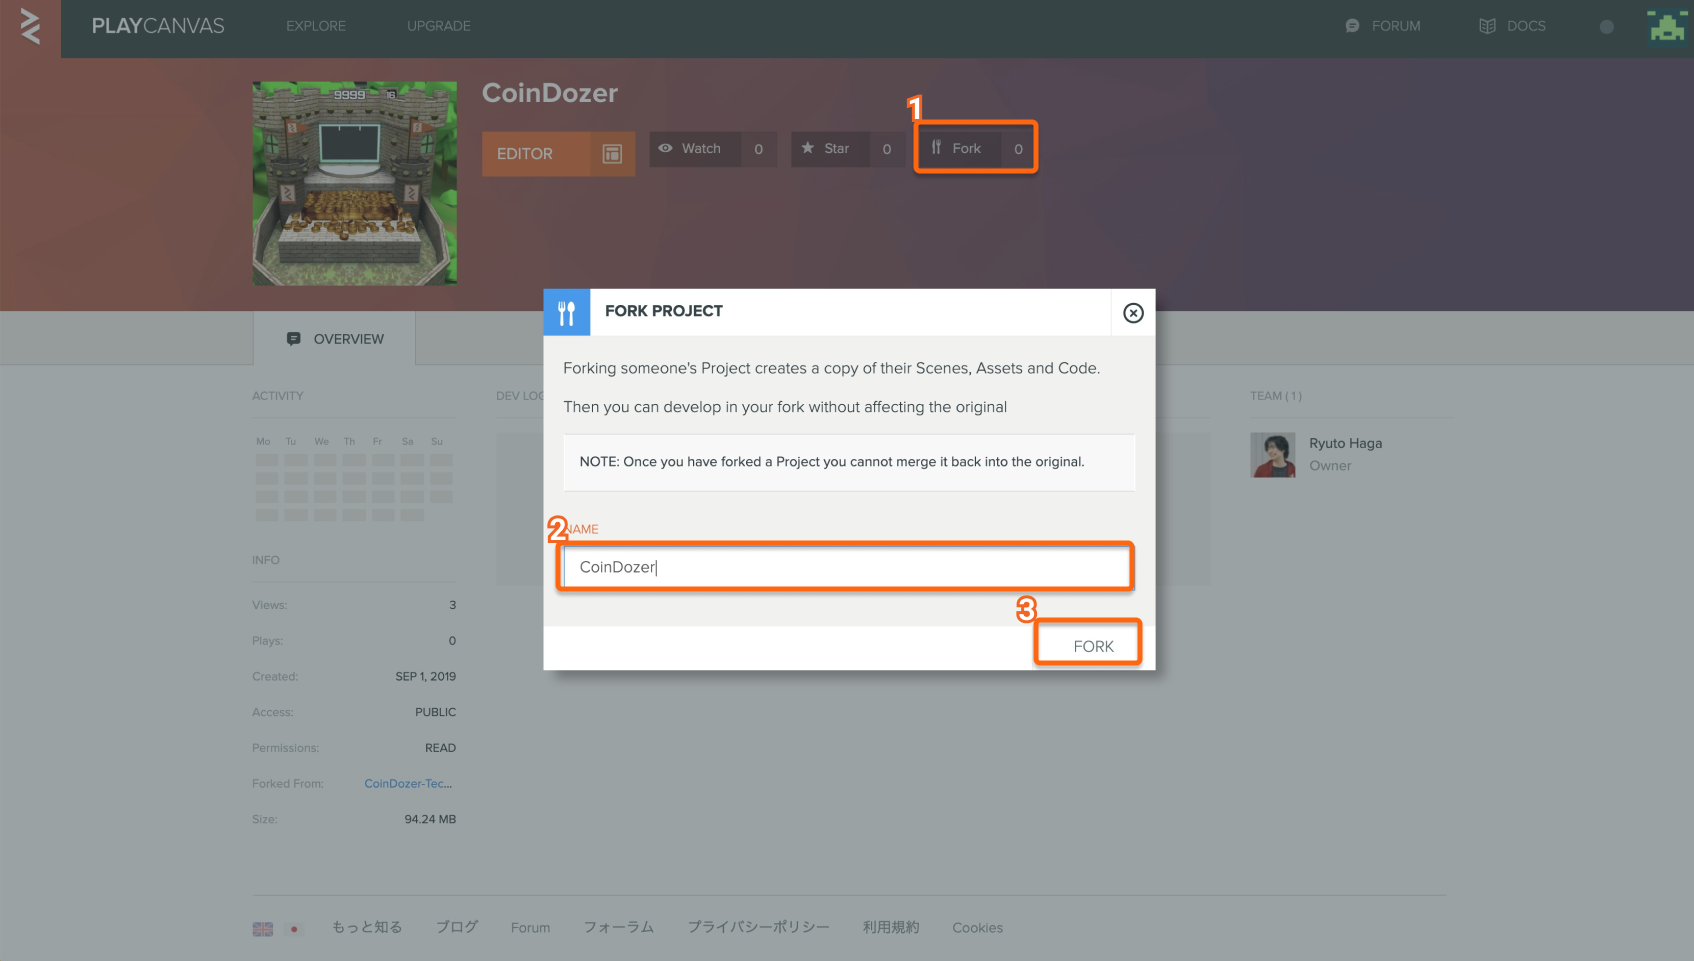 PLAYCANVAS
EXPLORE
UPGRADE
FORUM
DOCS
9999
CoinDozer
EDITOR
Watch 0
Star 0
1
Fork 0
FORK PROJECT
Forking someone's Project creates a copy of their Scenes, Assets and Code.
Then you can develop in your fork without affecting the original
NOTE: Once you have forked a Project you cannot merge it back into the original.
2
NAME
CoinDozer
3
FORK
OVERVIEW
ACTIVITY
Mo Tu We Th Fr Sa Su
DEV LOG
TEAM ( 1 )
Ryuto Haga
Owner
INFO
Views: 3
Plays: 0
Created: SEP 1, 2019
Access: PUBLIC
Permissions: READ
Forked From: CoinDozer-Tec...
Size: 94.24 MB
もっと知る
ブログ
Forum
フォーラム
プライバシーポリシー
利用規約
Cookies